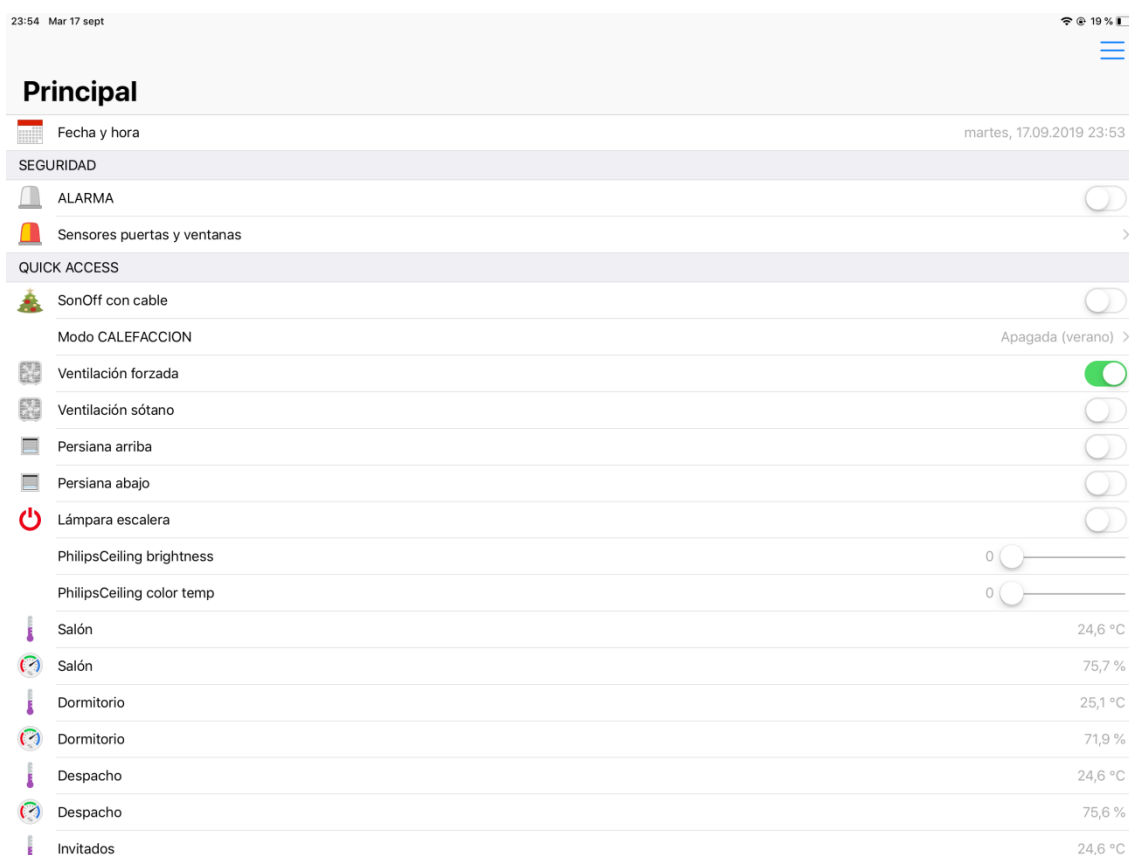 23:54 Mar 17 sept 19 %
Principal
Fecha y hora martes, 17.09.2019 23:53
SEGURIDAD
ALARMA
Sensores puertas y ventanas
QUICK ACCESS
SonOff con cable
Modo CALEFACCION Apagada (verano)
Ventilación forzada
Ventilación sótano
Persiana arriba
Persiana abajo
Lámpara escalera
PhilipsCeiling brightness 0
PhilipsCeiling color temp 0
Salón 24,6 °C
Salón 75,7 %
Dormitorio 25,1 °C
Dormitorio 71,9 %
Despacho 24,6 °C
Despacho 75,6 %
Invitados 24,6 °C